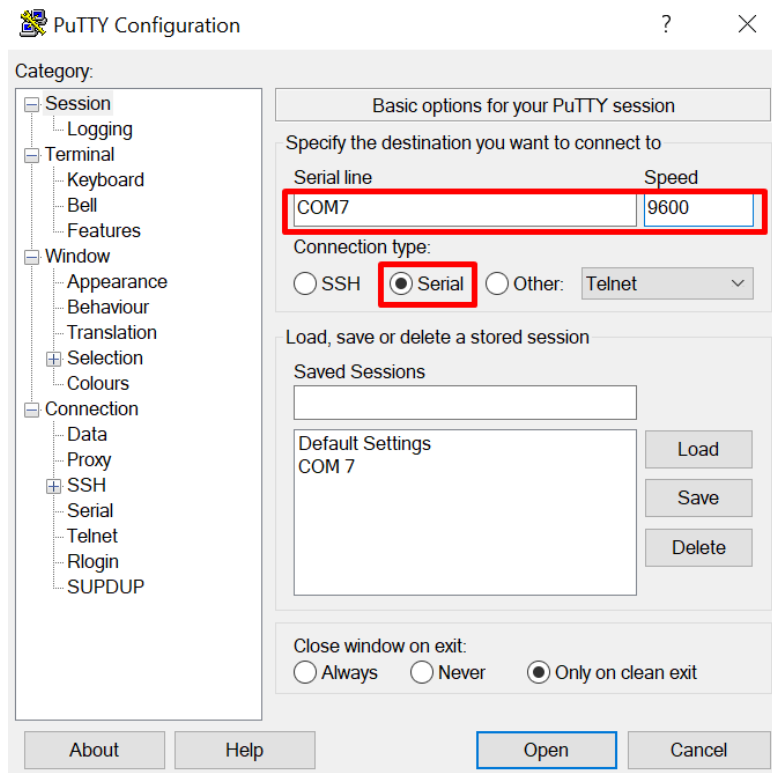 PuTTY Configuration ?
Category:
Session
Logging
Terminal
Keyboard
Bell
Features
Window
Appearance
Behaviour
Translation
Selection
Colours
Connection
Data
Proxy
SSH
Serial
Telnet
Rlogin
SUPDUP
Basic options for your PuTTY session
Specify the destination you want to connect to
Serial line Speed
COM7 9600
Connection type:
SSH Serial Other: Telnet
Load, save or delete a stored session
Saved Sessions
Default Settings
COM 7
Load
Save
Delete
Close window on exit:
Always Never Only on clean exit
About Help Open Cancel